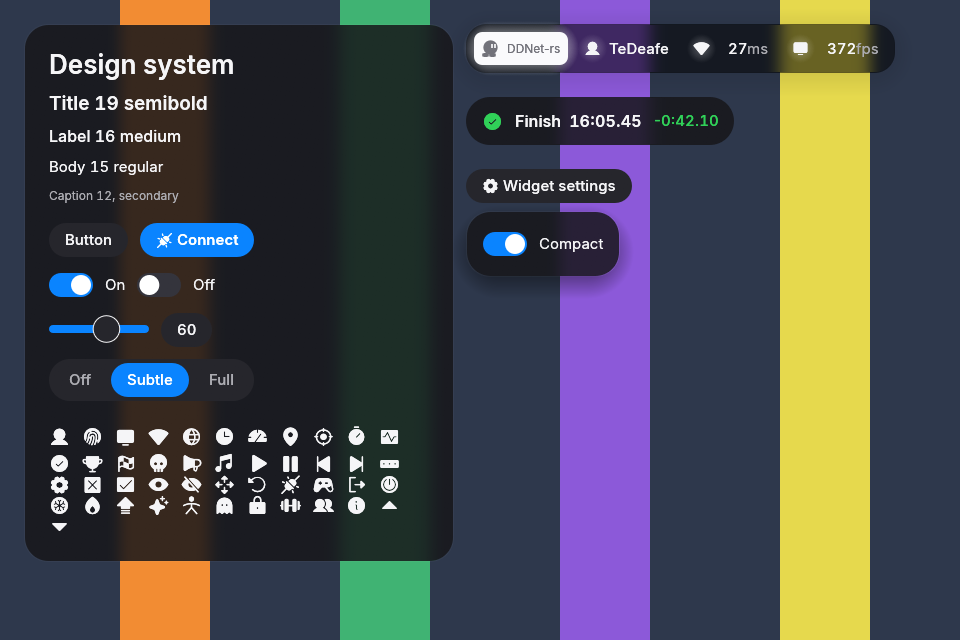 Design system
Title 19 semibold
Label 16 medium
Body 15 regular
Caption 12, secondary
Button
Connect
On
Off
60
Off
Subtle
Full
DDNet-rs
TeDeafe
27ms
372fps
Finish 16:05.45 -0:42.10
Widget settings
Compact